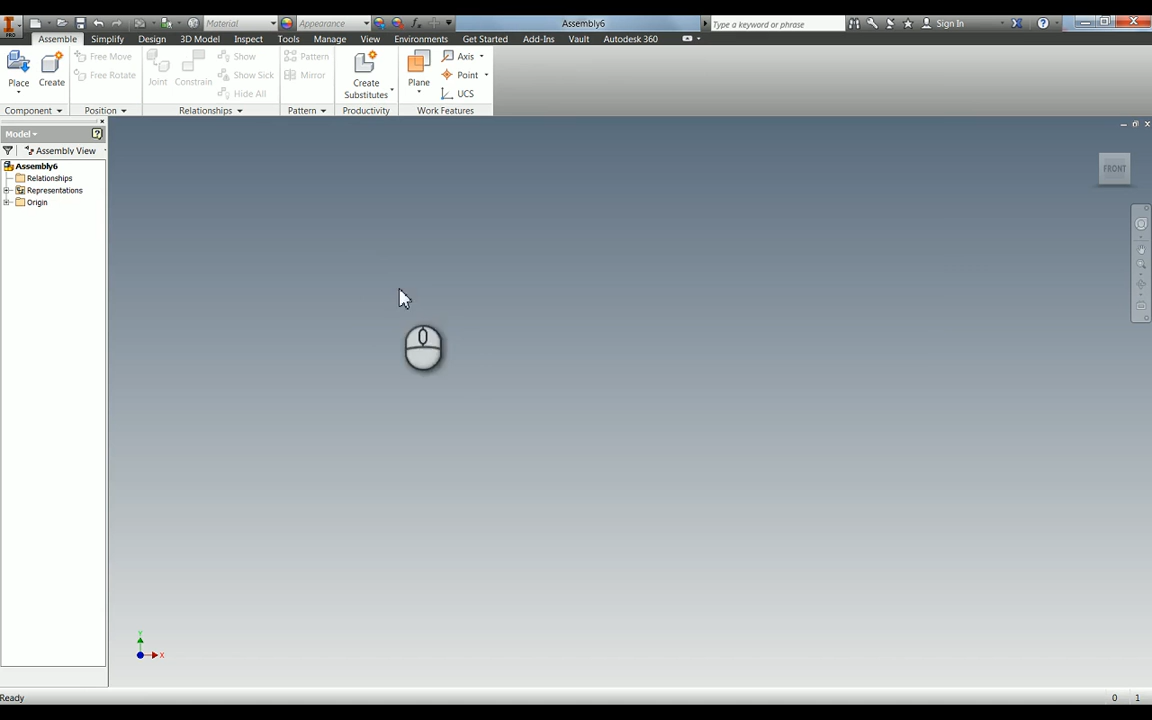 PRO Material Appearance Assembly6 Type a keyword or phrase Sign In
Assemble Simplify Design 3D Model Inspect Tools Manage View Environments Get Started Add-Ins Vault Autodesk 360
Place Create Free Move Free Rotate Joint Constrain Show Show Sick Hide All Pattern Mirror Create Substitutes Plane Axis Point UCS
Component Position Relationships Pattern Productivity Work Features
Model
Assembly View
Assembly6
Relationships
Representations
Origin
FRONT
Y
X
Ready 0 1